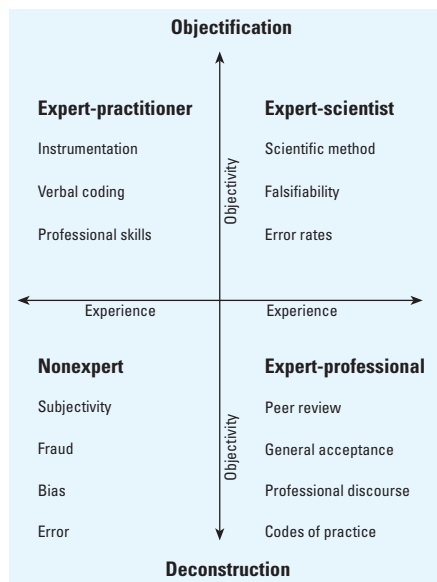 Objectification
Expert-practitioner
Instrumentation
Verbal coding
Professional skills
Expert-scientist
Scientific method
Falsifiability
Error rates
Objectivity
Experience
Experience
Nonexpert
Subjectivity
Fraud
Bias
Error
Objectivity
Expert-professional
Peer review
General acceptance
Professional discourse
Codes of practice
Deconstruction